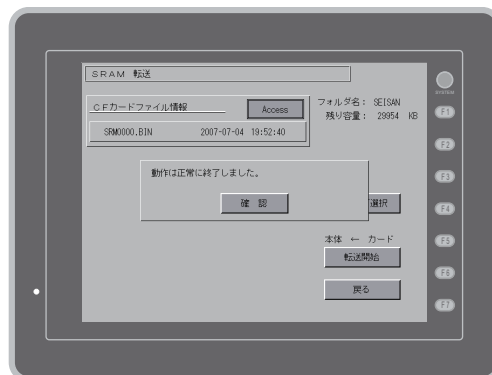 SRAM 転送
SYSTEM
CFカードファイル情報
Access
フォルダ名： SEISAN
残り容量： 29954 KB
SRM0000.BIN 2007-07-04 19:52:40
動作は正常に終了しました。
確 認
選択
本体 ← カード
転送開始
戻る
F1
F2
F3
F4
F5
F6
F7